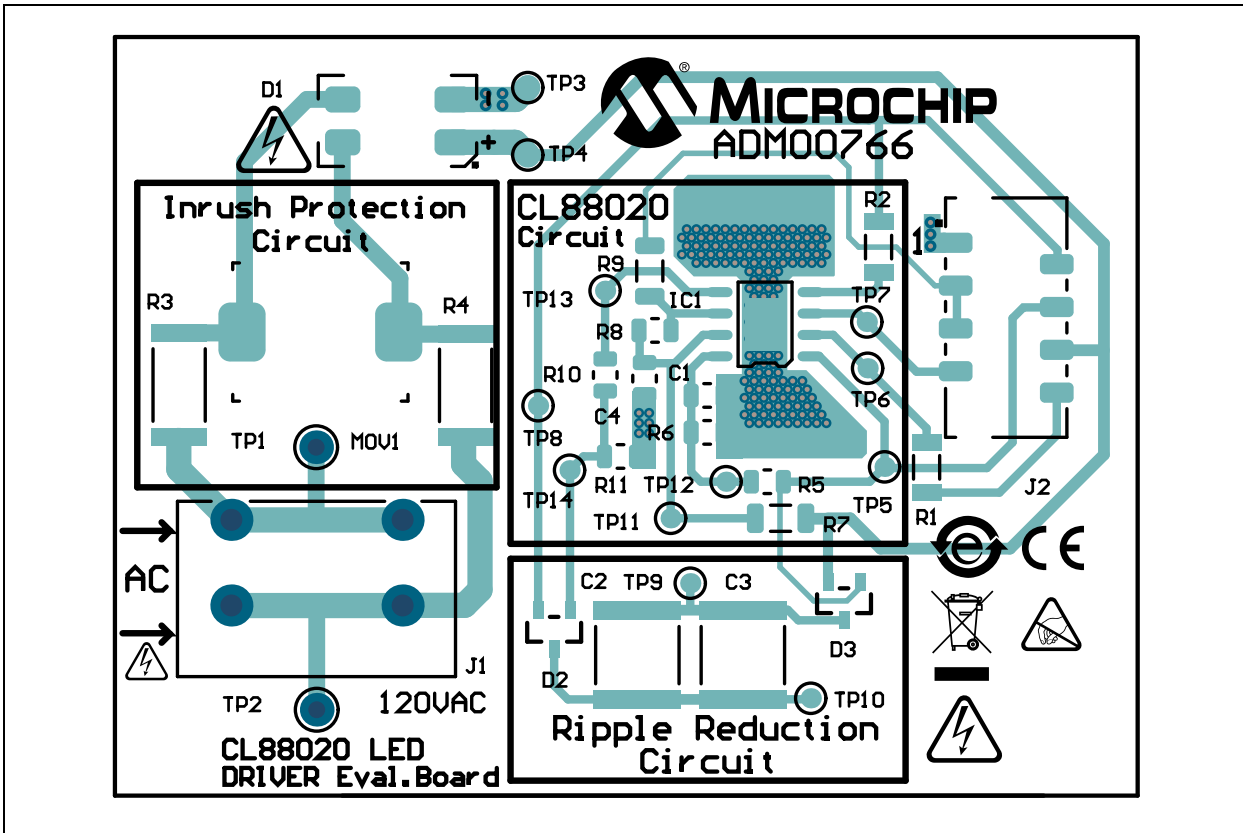 D1
TP3
TP4
®
MICROCHIP
ADM00766
-
+
Inrush Protection
Circuit
R3
R4
TP1
MOV1
CL88020
Circuit
R2
1
R9
TP13
IC1
TP7
R8
R10
C1
TP6
C4
R6
TP8
R11
TP12
R5
TP14
TP5
J2
TP11
R7
R1
AC
J1
TP2
120VAC
CL88020 LED
DRIVER Eval.Board
C2
TP9
C3
D2
D3
TP10
Ripple Reduction
Circuit
e
CE